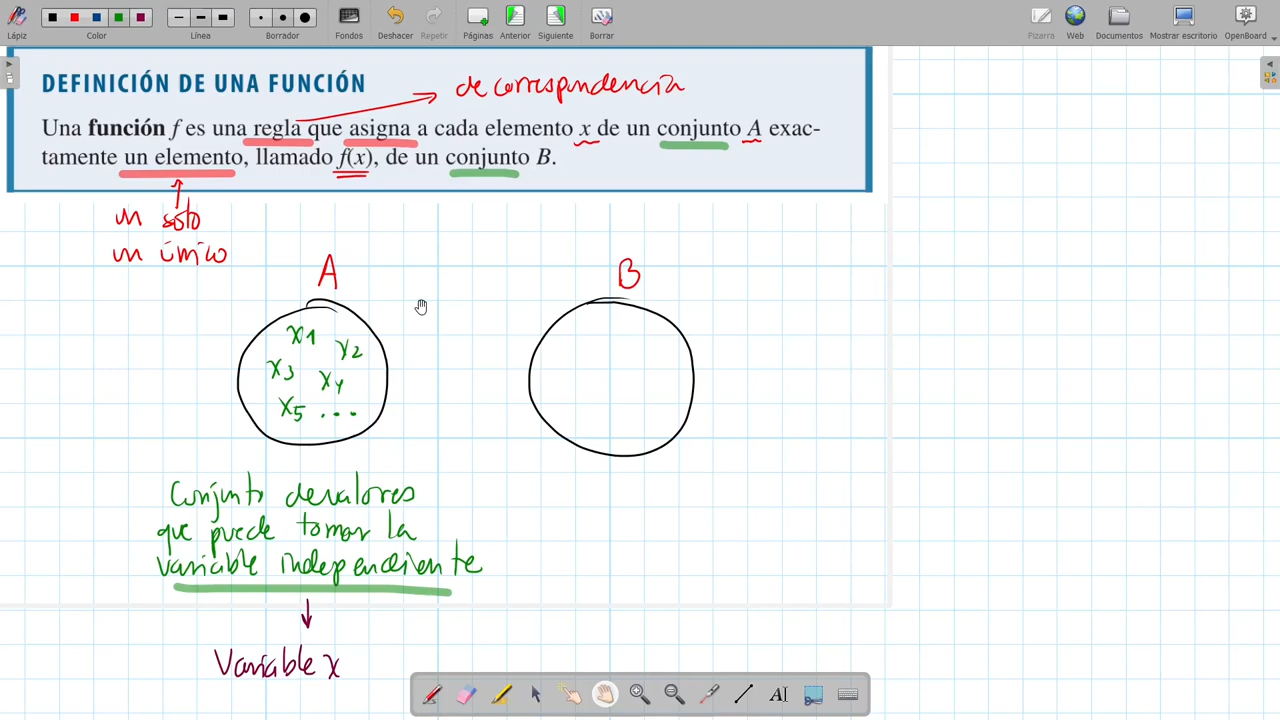 Lápiz Color Línea Borrador Fondos Deshacer Repetir Páginas Anterior Siguiente Borrar Pizarra Web Documentos Mostrar escritorio OpenBoard
DEFINICIÓN DE UNA FUNCIÓN
de correspondencia
Una función f es una regla que asigna a cada elemento x de un conjunto A exac-
tamente un elemento, llamado f(x), de un conjunto B.
un solo
un único
A B
x1
x2
x3
x4
x5 ...
Conjunto de valores
que puede tomar la
variable independiente
Variable x
AI